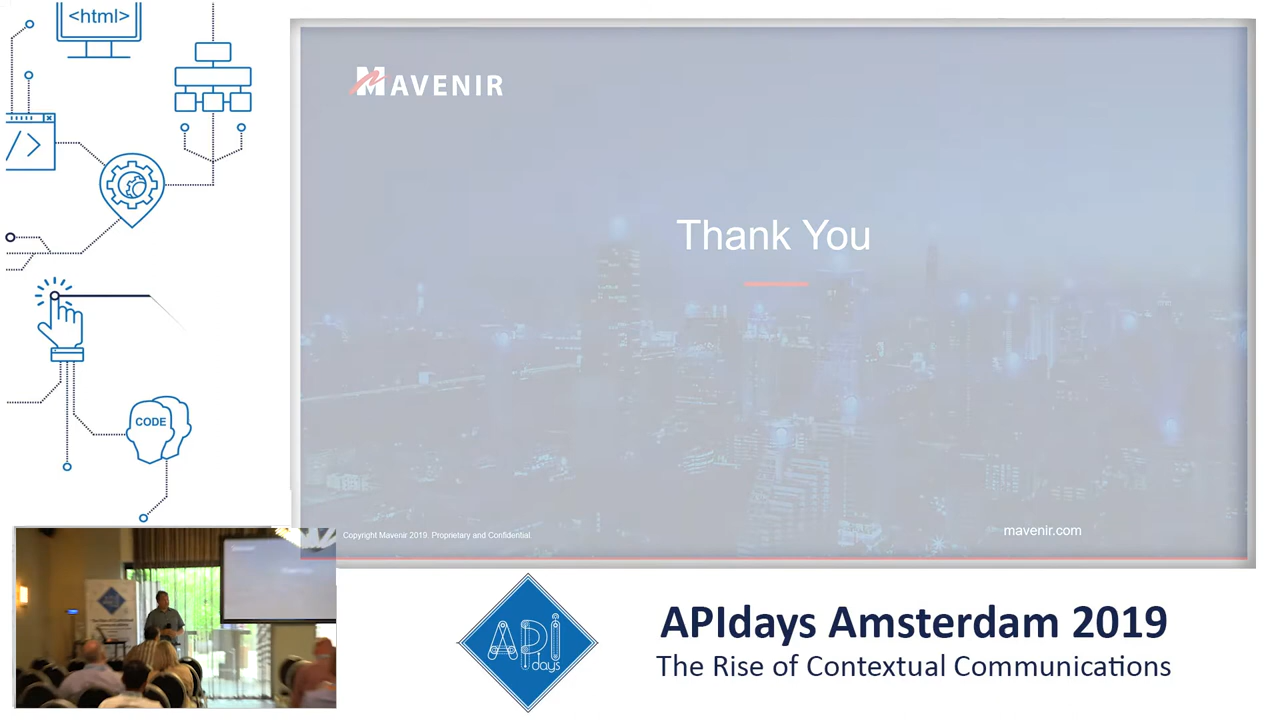 <html>
</>
CODE
MAVENIR
Thank You
Copyright Mavenir 2019. Proprietary and Confidential
mavenir.com
API
days
APIdays Amsterdam 2019
The Rise of Contextual Communications